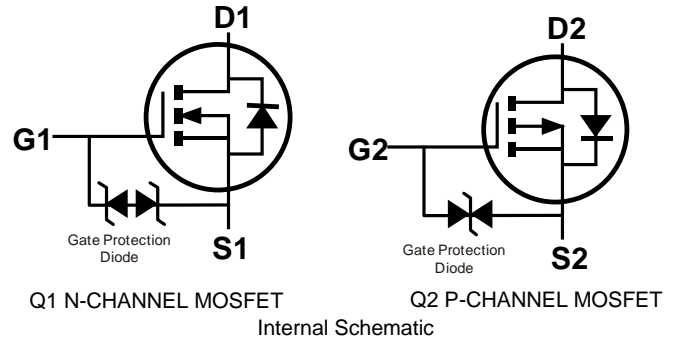 D1
D2
G1
G2
Gate Protection
Diode
S1
Gate Protection
Diode
S2
Q1 N-CHANNEL MOSFET
Q2 P-CHANNEL MOSFET
Internal Schematic